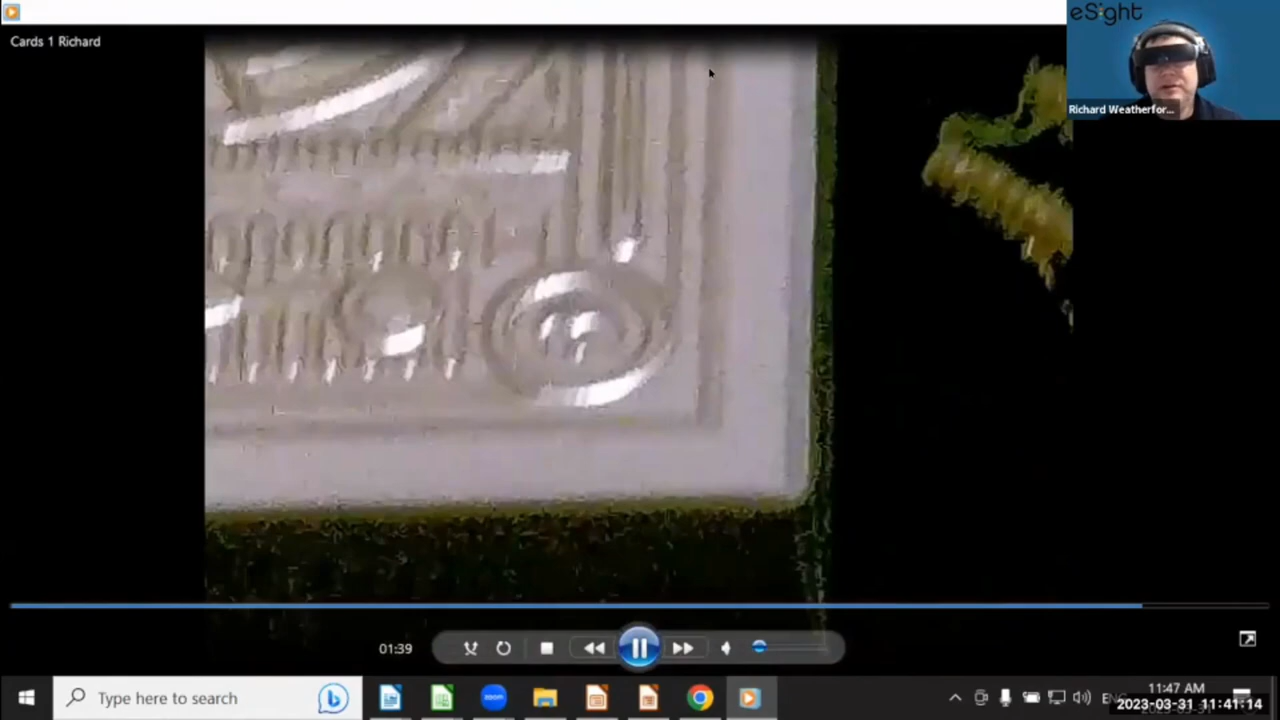 eSight
Cards 1 Richard
Richard Weatherfor...
01:39
Type here to search
zoom
11:47 AM
2023-03-31 11:41:14